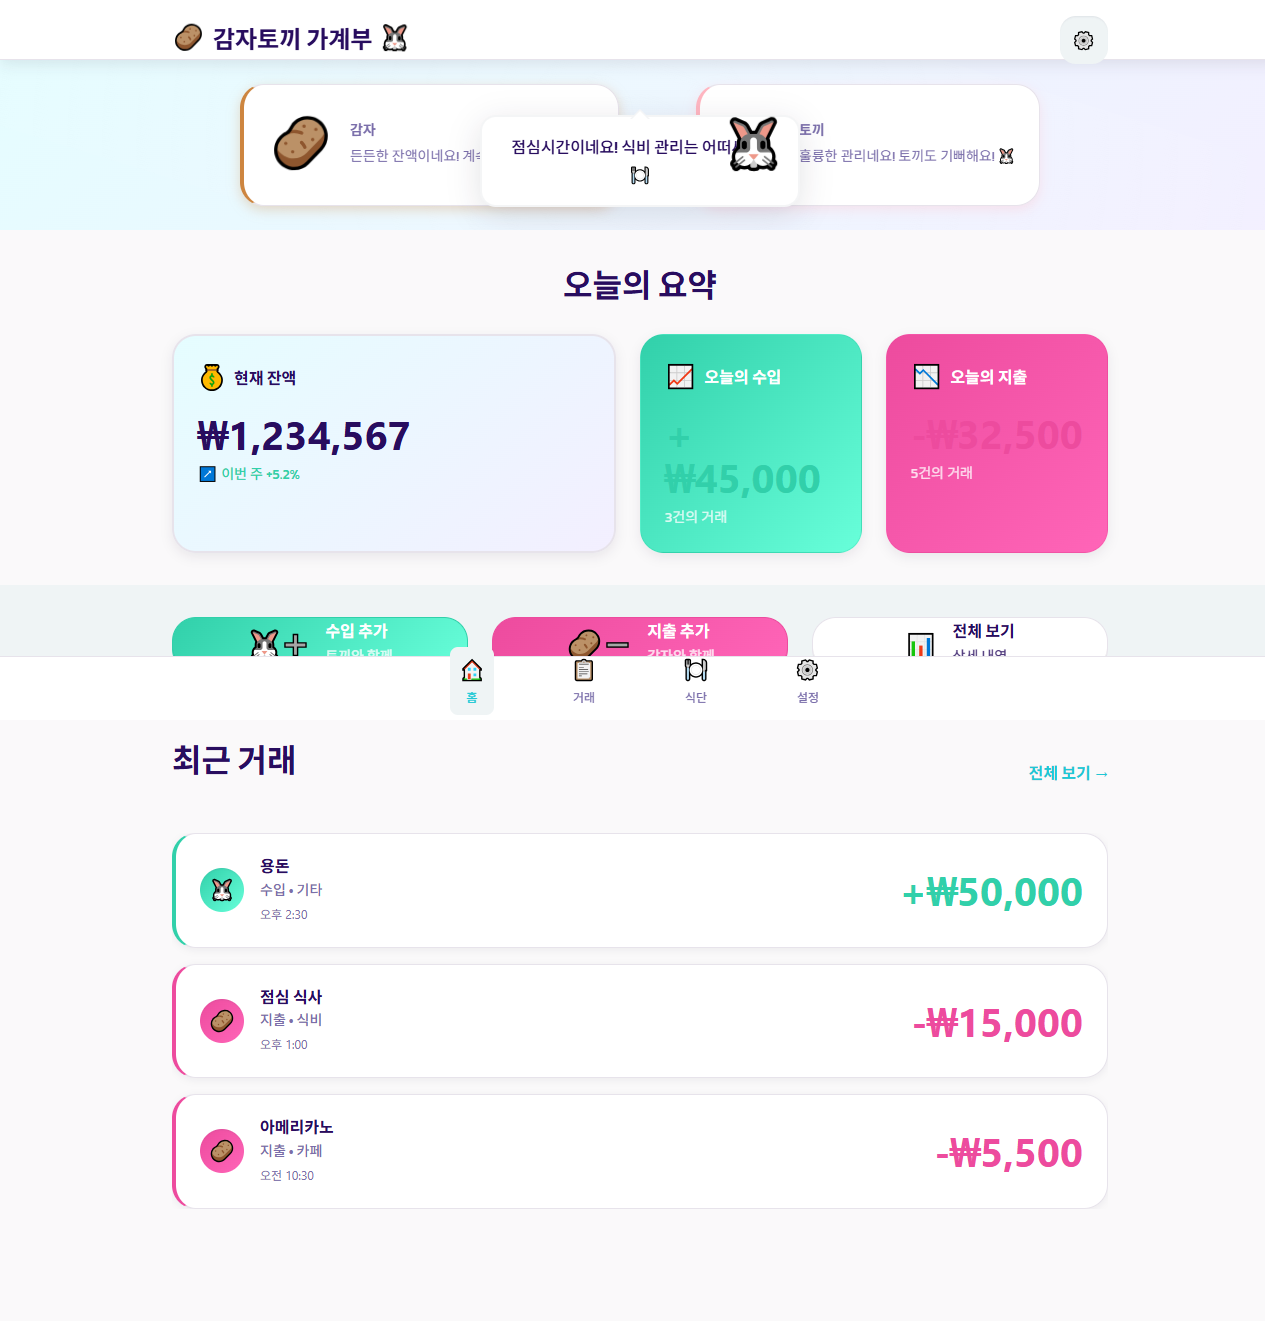 감자토끼 가계부
감자
든든한 잔액이네요!
점심시간이네요! 식비 관리는
토끼
훌륭한 관리네요! 토끼도 기뻐해요!
오늘의 요약
현재 잔액
₩1,234,567
이번 주 +5.2%
오늘의 수입
+
₩45,000
3건의 거래
오늘의 지출
-₩32,500
5건의 거래
수입 추가
토끼와 함께
지출 추가
감자와 함께
전체 보기
상세 내역
홈
거래
식단
설정
최근 거래
전체 보기 →
용돈
수입 • 기타
오후 2:30
+₩50,000
점심 식사
지출 • 식비
오후 1:00
-₩15,000
아메리카노
지출 • 카페
오전 10:30
-₩5,500